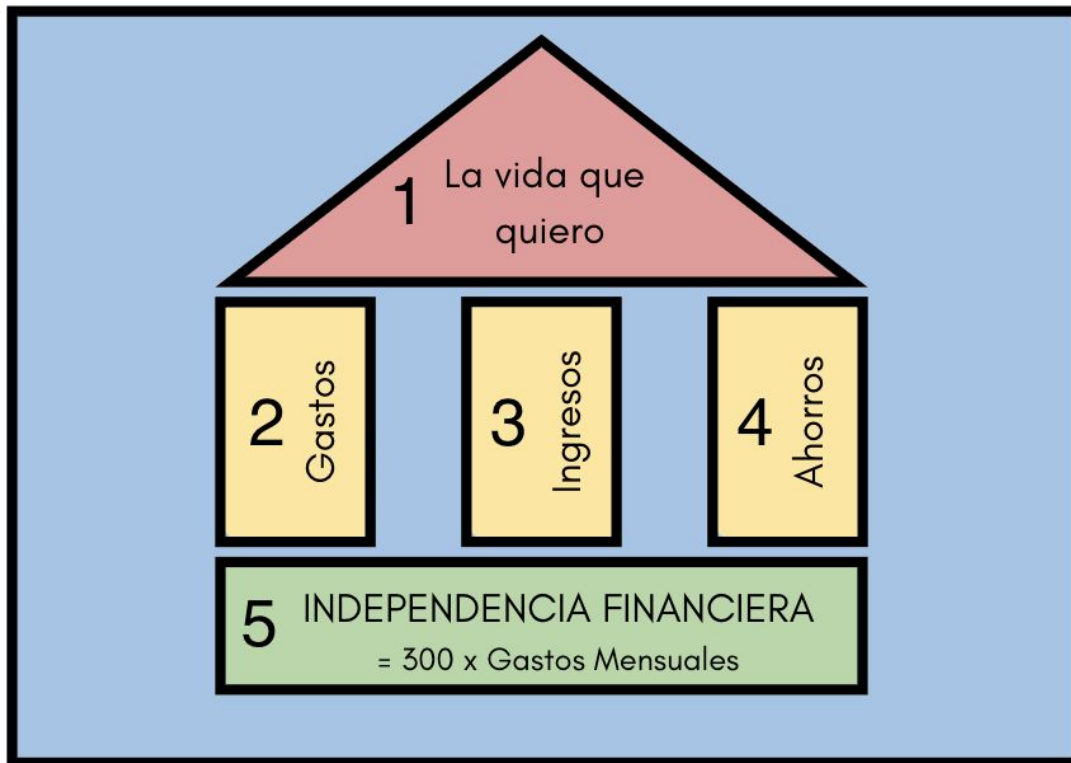 1 La vida que
quiero
2 Gastos
3 Ingresos
4 Ahorros
5 INDEPENDENCIA FINANCIERA
= 300 x Gastos Mensuales